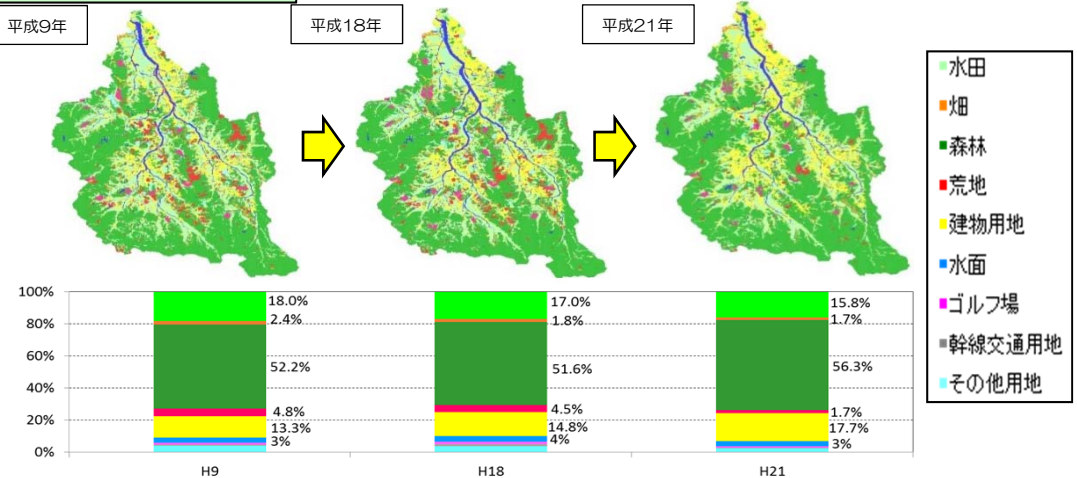 平成9年
平成18年
平成21年
水田
畑
森林
荒地
建物用地
水面
ゴルフ場
幹線交通用地
その他用地
100%
80%
60%
40%
20%
0%
18.0%
2.4%
52.2%
4.8%
13.3%
3%
17.0%
1.8%
51.6%
4.5%
14.8%
4%
15.8%
1.7%
56.3%
1.7%
17.7%
3%
H9
H18
H21